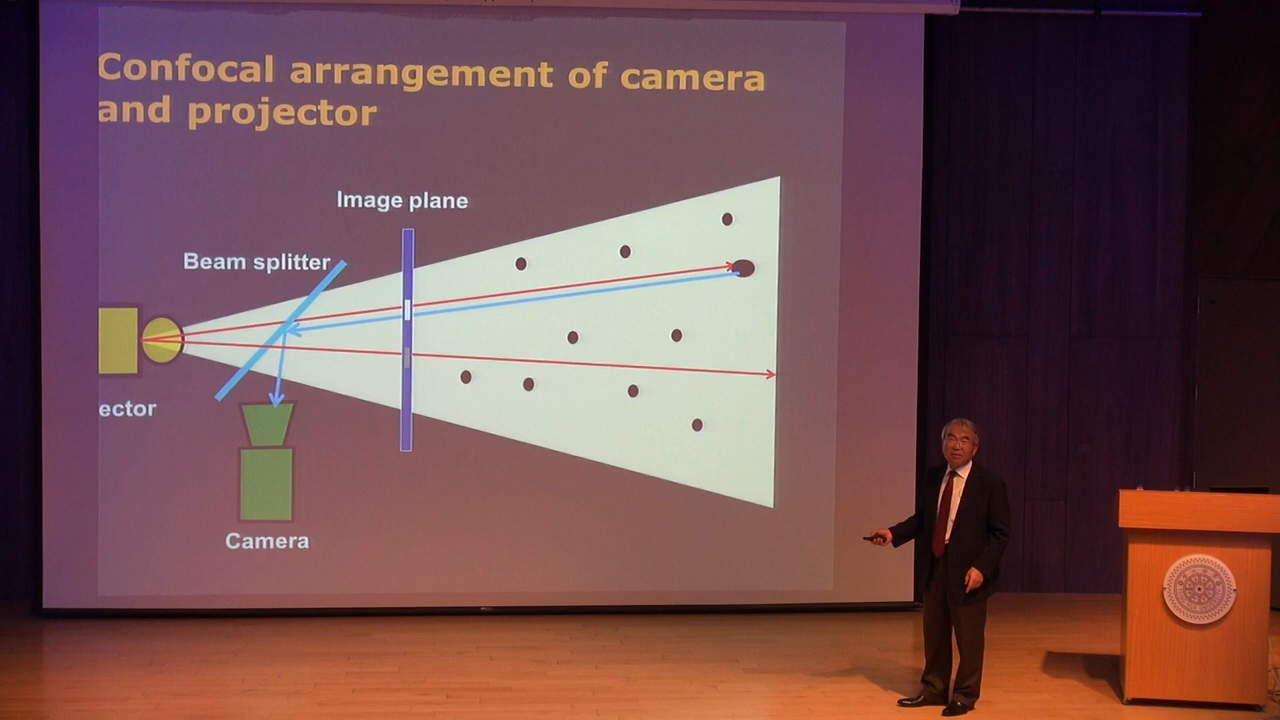 Confocal arrangement of camera
and projector
Image plane
Beam splitter
ector
Camera